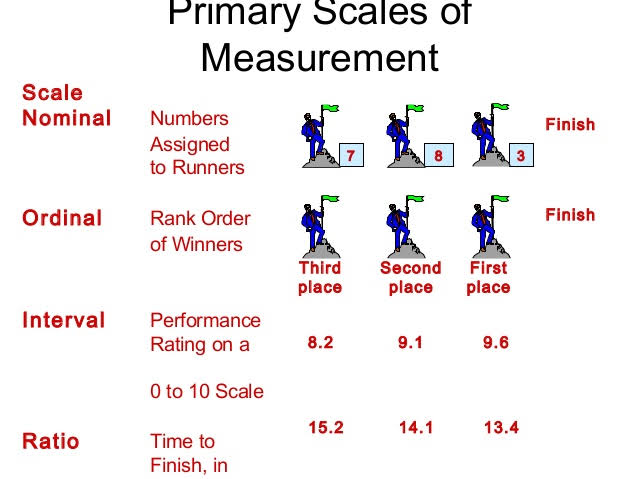 Primary Scales of
Measurement
Scale
Nominal Numbers Finish
Assigned
to Runners 7 8 3
Ordinal Rank Order Finish
of Winners
Third Second First
place place place
Interval Performance
Rating on a 8.2 9.1 9.6
0 to 10 Scale
15.2 14.1 13.4
Ratio Time to
Finish, in